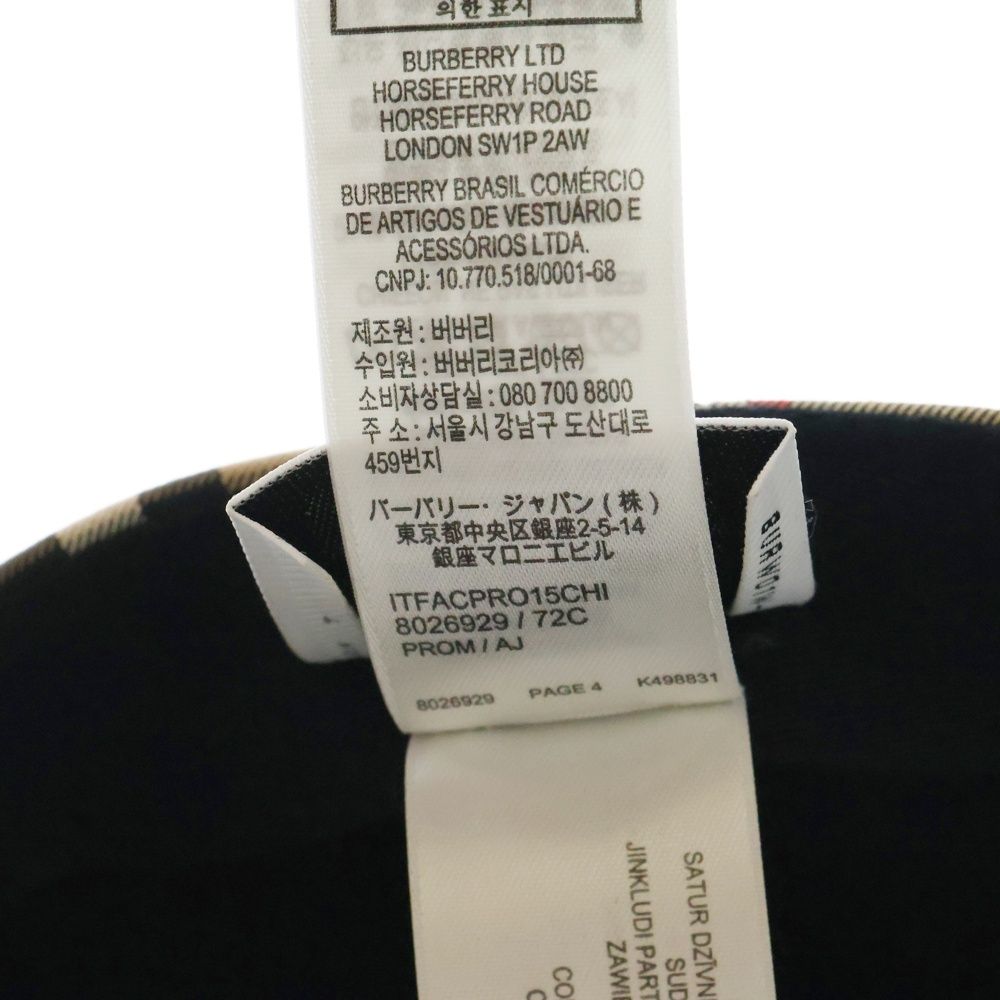 의한 표지
BURBERRY LTD
HORSEFERRY HOUSE
HORSEFERRY ROAD
LONDON SW1P 2AW
BURBERRY BRASIL COMÉRCIO
DE ARTIGOS DE VESTUÁRIO E
ACESSÓRIOS LTDA.
CNPJ: 10.770.518/0001-68
제조원 : 버버리
수입원 : 버버리코리아㈜
소비자상담실 : 080 700 8800
주 소 : 서울시 강남구 도산대로
459번지
バーバリー・ジャパン ( 株 )
東京都中央区銀座2-5-14
銀座マロニエビル
ITFACPRO15CHI
8026929 / 72C
PROM / AJ
8026929 PAGE 4 K498831
SATUR DZĪVN
SUD
JINKLUDI PART
ZAWIE
CO